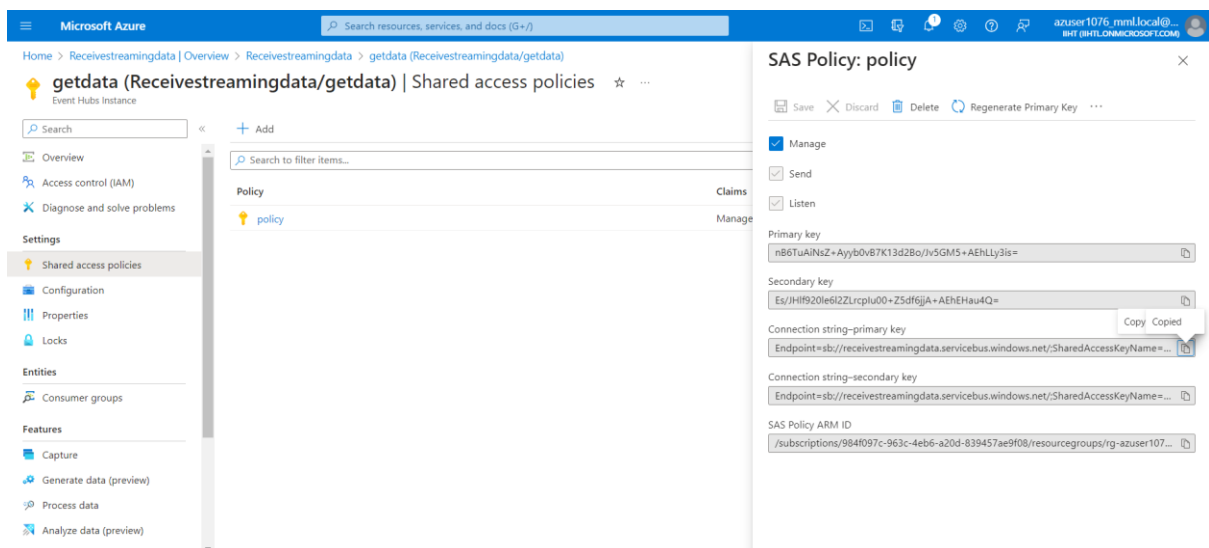 Microsoft Azure
Search resources, services, and docs (G+/)
1
azuser1076_mml.local@...
IIHT (IIHTL.ONMICROSOFT.COM)
Home > Receivestreamingdata | Overview > Receivestreamingdata > getdata (Receivestreamingdata/getdata)
getdata (Receivestreamingdata/getdata) | Shared access policies
Event Hubs Instance
Search
Overview
Access control (IAM)
Diagnose and solve problems
Settings
Shared access policies
Configuration
Properties
Locks
Entities
Consumer groups
Features
Capture
Generate data (preview)
Process data
Analyze data (preview)
Add
Search to filter items...
Policy Claims
policy Manage
SAS Policy: policy
Save Discard Delete Regenerate Primary Key
Manage
Send
Listen
Primary key
nB6TuAiNsZ+Ayyb0vB7K13d2Bo/Jv5GM5+AEhLLy3is=
Secondary key
Copy Copied
Connection string–primary key
Endpoint=sb://receivestreamingdata.servicebus.windows.net/;SharedAccessKeyName=...
Connection string–secondary key
Endpoint=sb://receivestreamingdata.servicebus.windows.net/;SharedAccessKeyName=...
SAS Policy ARM ID
/subscriptions/984f097c-963c-4eb6-a20d-839457ae9f08/resourcegroups/rg-azuser107...